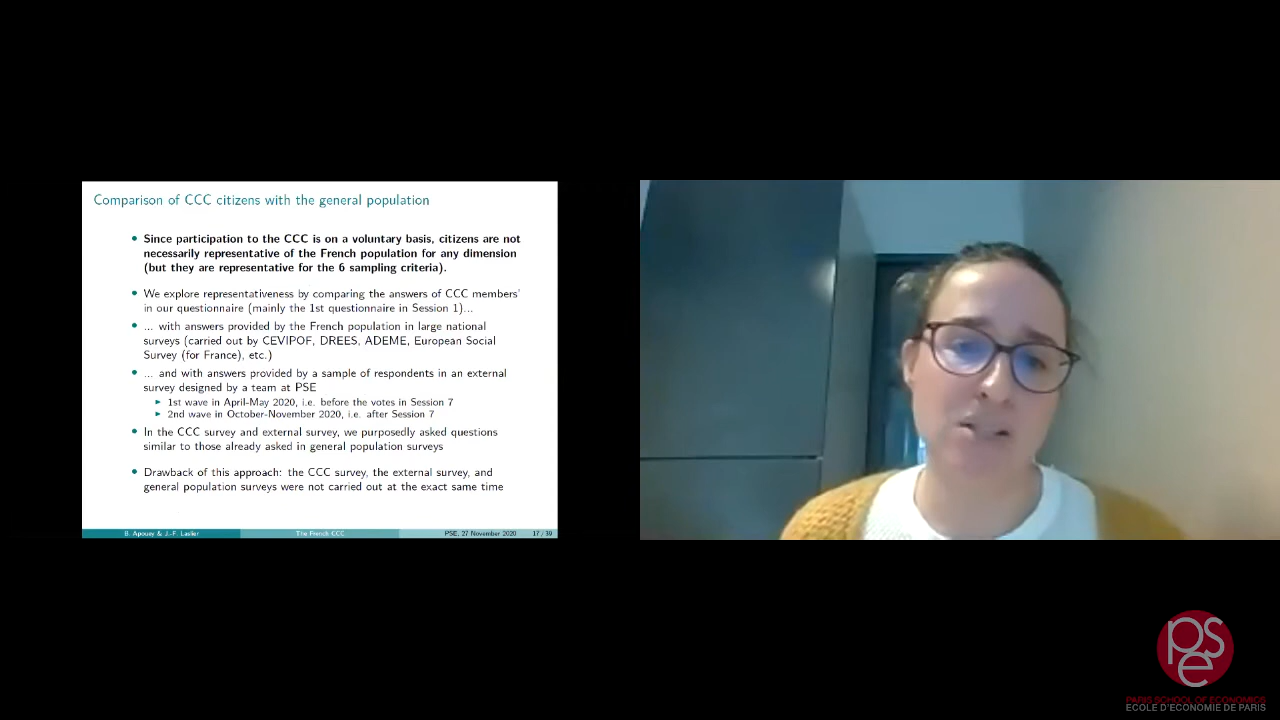 Comparison of CCC citizens with the general population
Since participation to the CCC is on a voluntary basis, citizens are not
necessarily representative of the French population for any dimension
(but they are representative for the 6 sampling criteria).
We explore representativeness by comparing the answers of CCC members'
in our questionnaire (mainly the 1st questionnaire in Session 1)...
... with answers provided by the French population in large national
surveys (carried out by CEVIPOF, DREES, ADEME, European Social
Survey (for France), etc.)
... and with answers provided by a sample of respondents in an external
survey designed by a team at PSE
1st wave in April-May 2020, i.e. before the votes in Session 7
2nd wave in October-November 2020, i.e. after Session 7
In the CCC survey and external survey, we purposedly asked questions
similar to those already asked in general population surveys
Drawback of this approach: the CCC survey, the external survey, and
general population surveys were not carried out at the exact same time
B. Apouey & J.-F. Laslier
The French CCC
PSE, 27 November 2020
17 / 39
pse
PARIS SCHOOL OF ECONOMICS
ECOLE D'ECONOMIE DE PARIS